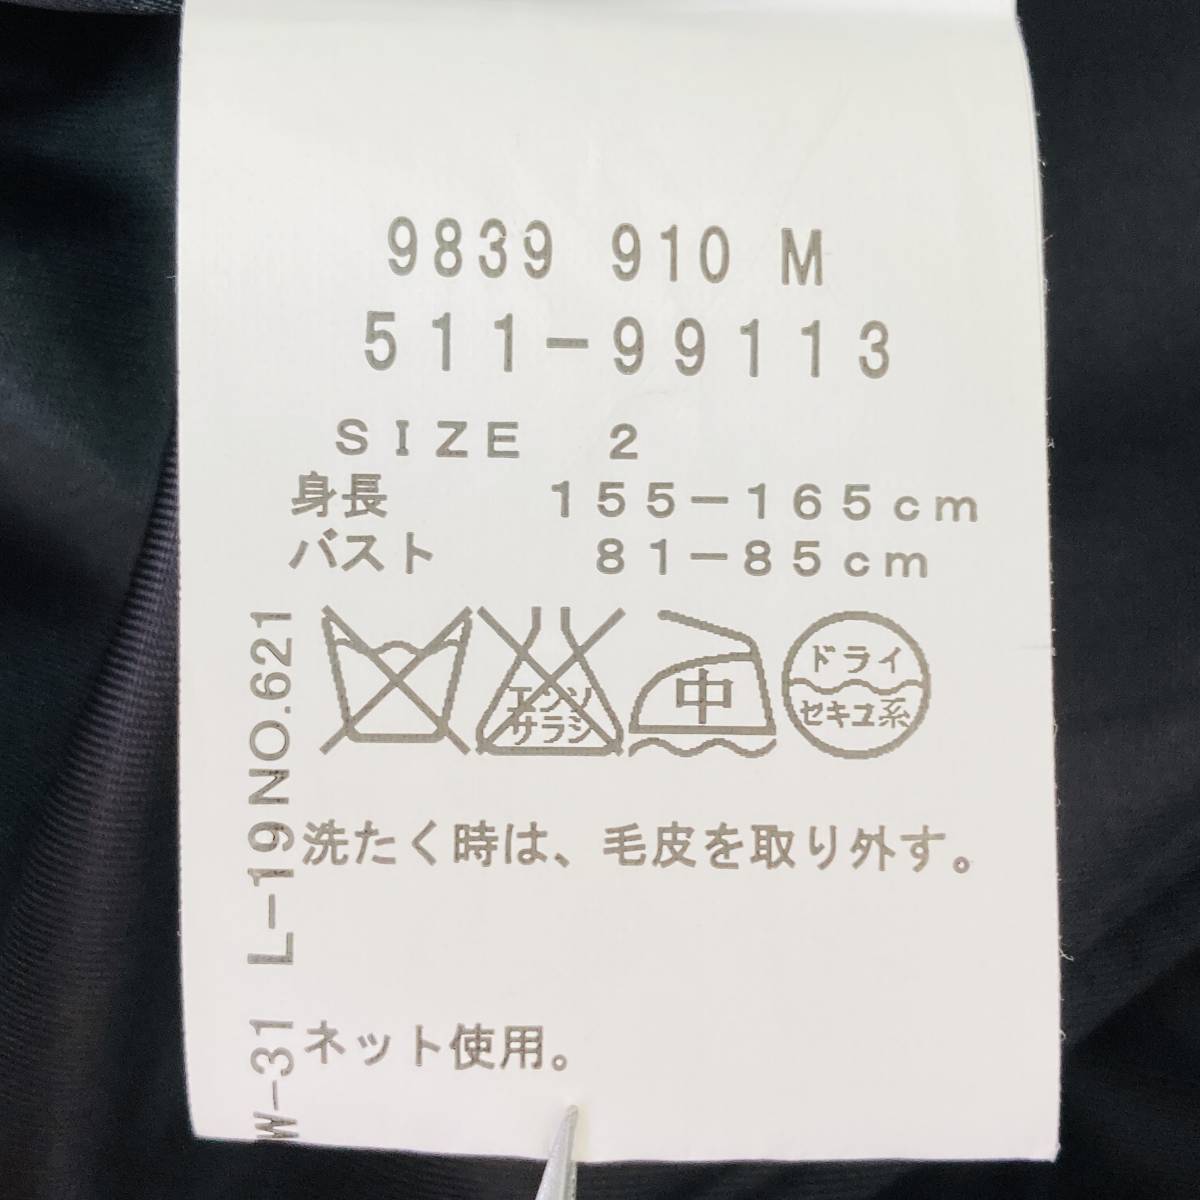 9839 910 M
511-99113
SIZE 2
身長 155-165cm
バスト 81-85cm
エンソ
サラシ
中
ドライ
セキユ系
洗たく時は、毛皮を取り外す。
ネット使用。
W-31 L-19NO.621